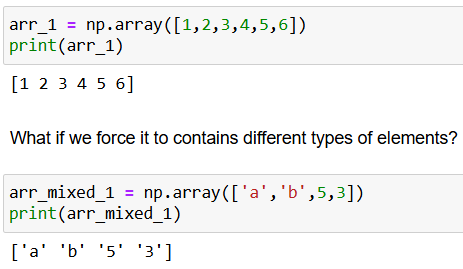 arr_1 = np.array([1,2,3,4,5,6])
print(arr_1)
[1 2 3 4 5 6]
What if we force it to contains different types of elements?
arr_mixed_1 = np.array(['a','b',5,3])
print(arr_mixed_1)
['a' 'b' '5' '3']